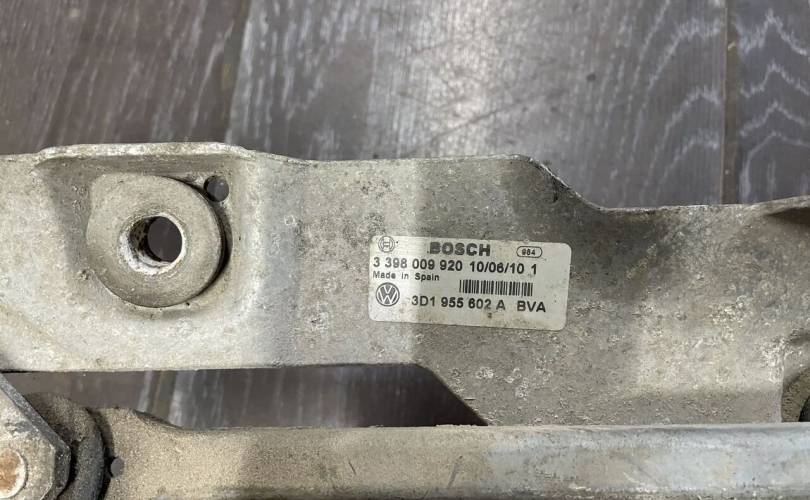 BOSCH 984
3 398 009 920 10/06/10 1
Made in Spain
3D1 955 602 A BVA